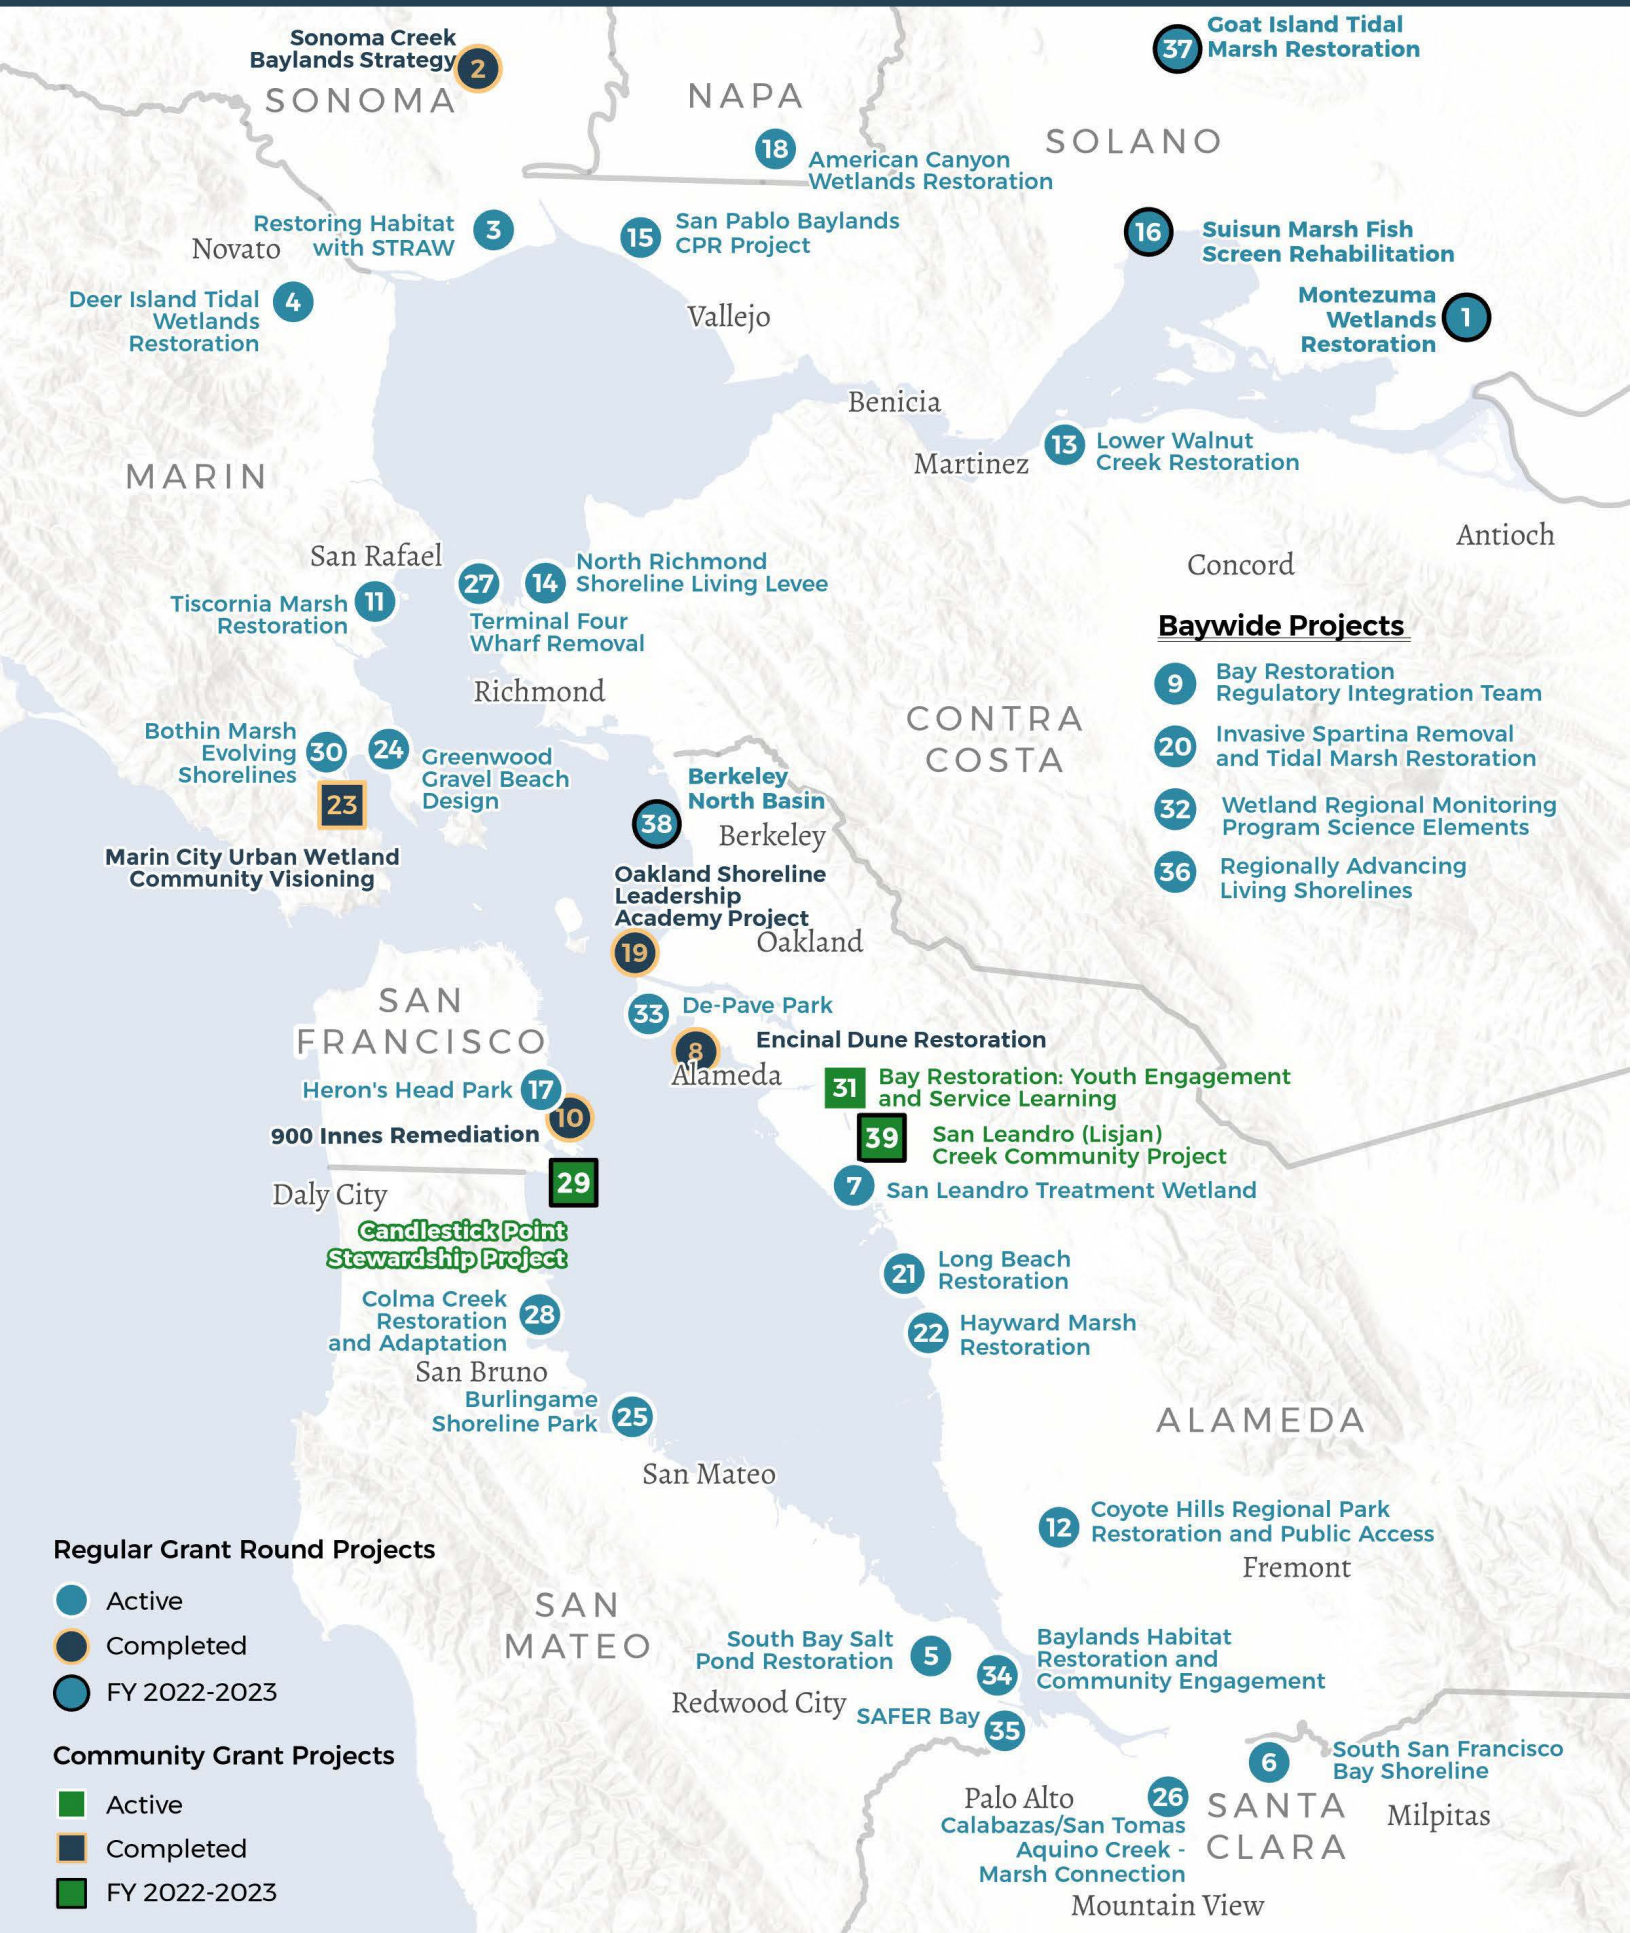 Sonoma Creek
Baylands Strategy
2
SONOMA
NAPA
37
Goat Island Tidal
Marsh Restoration
SOLANO
18
American Canyon
Wetlands Restoration
Restoring Habitat
with STRAW
3
Novato
15
San Pablo Baylands
CPR Project
16
Suisun Marsh Fish
Screen Rehabilitation
Deer Island Tidal
Wetlands
Restoration
4
Vallejo
Montezuma
Wetlands
Restoration
1
Benicia
13
Lower Walnut
Creek Restoration
Martinez
MARIN
Antioch
Concord
San Rafael
Tiscornia Marsh
Restoration
11
27
14
North Richmond
Shoreline Living Levee
Terminal Four
Wharf Removal
Richmond
Baywide Projects
9
Bay Restoration
Regulatory Integration Team
20
Invasive Spartina Removal
and Tidal Marsh Restoration
32
Wetland Regional Monitoring
Program Science Elements
36
Regionally Advancing
Living Shorelines
CONTRA
COSTA
Bothin Marsh
Evolving
Shorelines
30
24
Greenwood
Gravel Beach
Design
23
Marin City Urban Wetland
Community Visioning
Berkeley
North Basin
38
Berkeley
Oakland Shoreline
Leadership
Academy Project
19
Oakland
33
De-Pave Park
8
Encinal Dune Restoration
Alameda
SAN
FRANCISCO
Heron's Head Park
17
10
900 Innes Remediation
31
Bay Restoration: Youth Engagement
and Service Learning
39
San Leandro (Lisjan)
Creek Community Project
7
San Leandro Treatment Wetland
29
Daly City
Candlestick Point
Stewardship Project
21
Long Beach
Restoration
Colma Creek
Restoration
and Adaptation
28
22
Hayward Marsh
Restoration
San Bruno
Burlingame
Shoreline Park
25
ALAMEDA
San Mateo
12
Coyote Hills Regional Park
Restoration and Public Access
Fremont
SAN
MATEO
South Bay Salt
Pond Restoration
5
34
Baylands Habitat
Restoration and
Community Engagement
Redwood City
SAFER Bay
35
6
South San Francisco
Bay Shoreline
Palo Alto
26
Calabazas/San Tomas
Aquino Creek -
Marsh Connection
SANTA
CLARA
Milpitas
Mountain View
Regular Grant Round Projects
Active
Completed
FY 2022-2023
Community Grant Projects
Active
Completed
FY 2022-2023